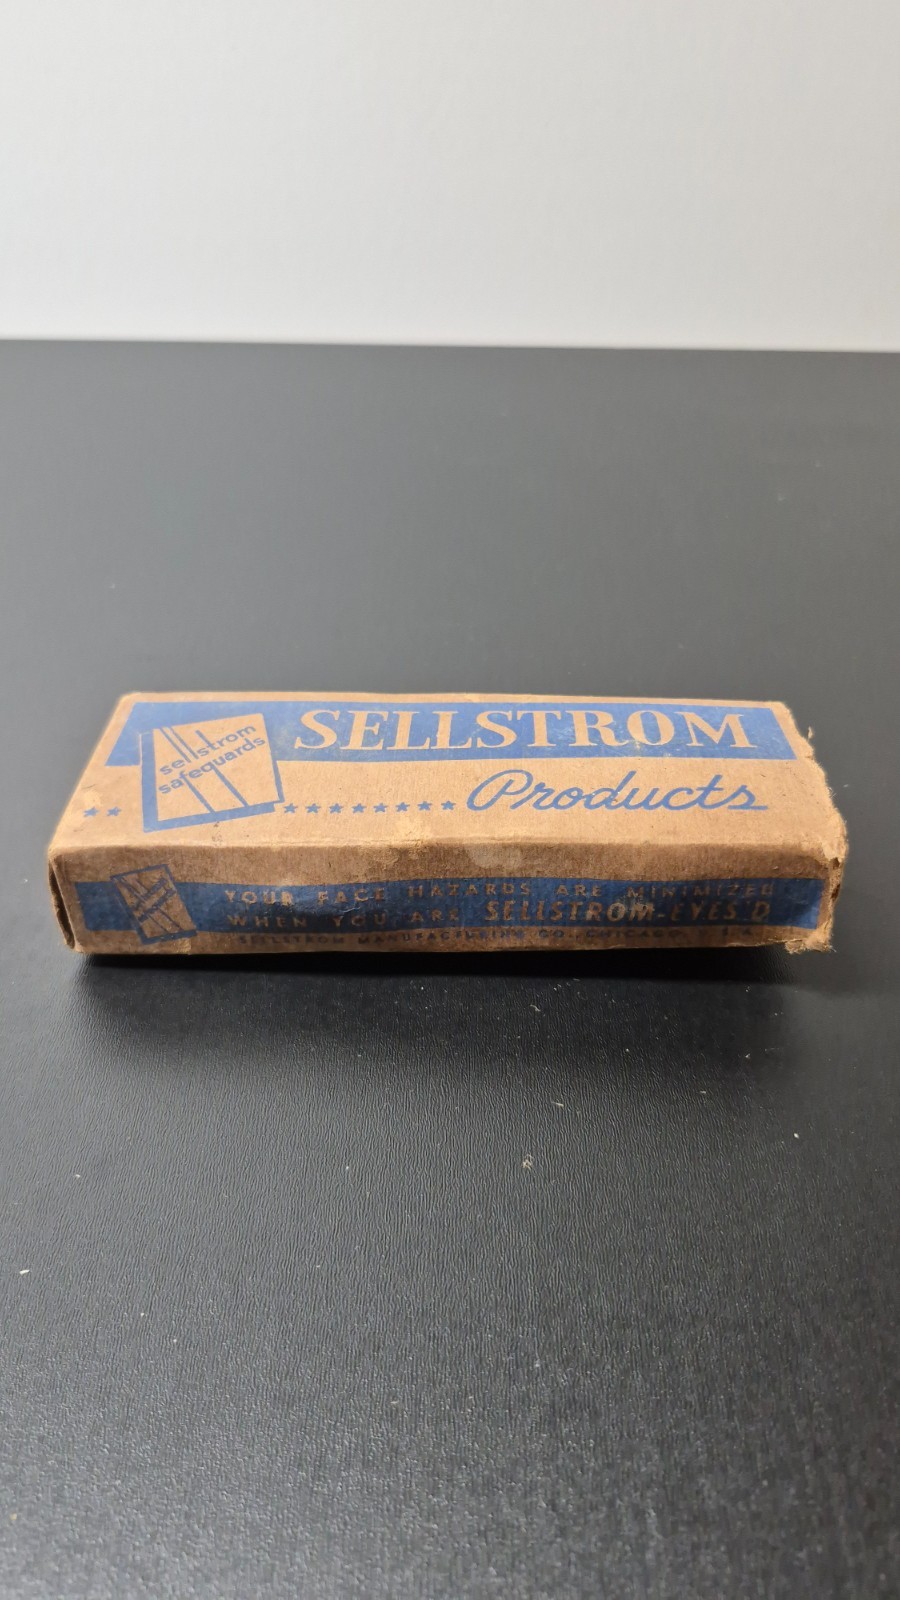 SELLSTROM
sellstrom
safeguards
Products
YOUR FACE HAZARDS ARE MINIMIZED
WHEN YOU ARE SELLSTROM-EYES'D
SELLSTROM MANUFACTURING CO., CHICAGO,